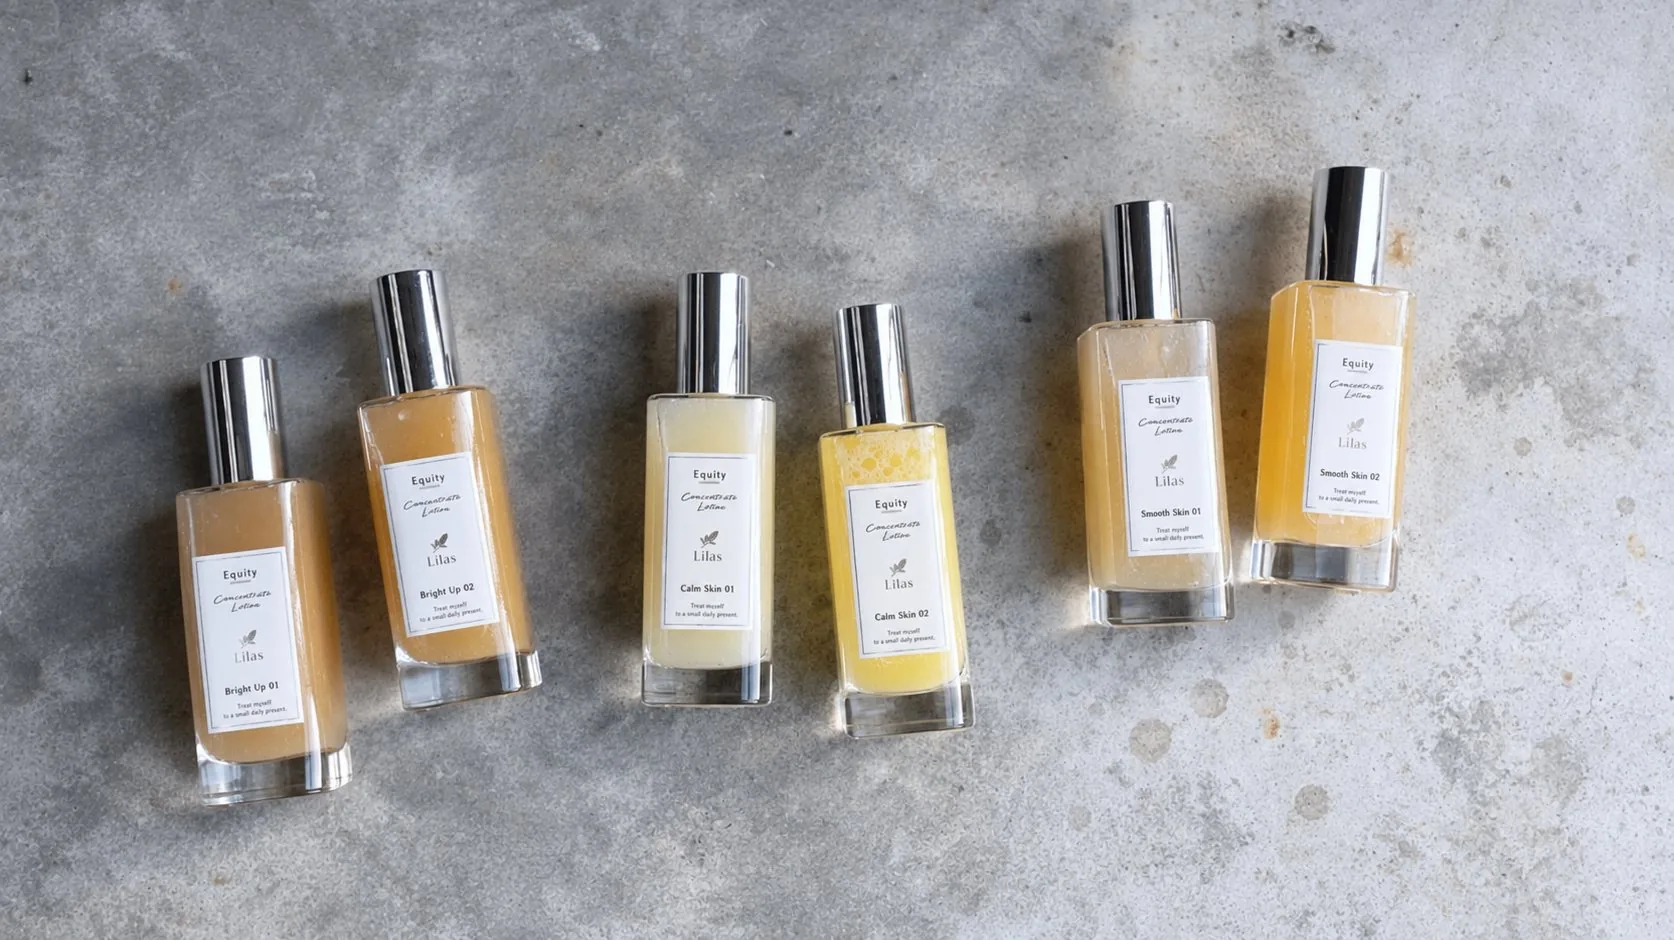 Equity
Concentrate
Lotion
Lilas
Bright Up 01
Treat myself
to a small daily present.
Equity
Concentrate
Lotion
Lilas
Bright Up 02
Treat myself
to a small daily present.
Equity
Concentrate
Lotion
Lilas
Calm Skin 01
Treat myself
to a small daily present.
Equity
Concentrate
Lotion
Lilas
Calm Skin 02
Treat myself
to a small daily present.
Equity
Concentrate
Lotion
Lilas
Smooth Skin 01
Treat myself
to a small daily present.
Equity
Concentrate
Lotion
Lilas
Smooth Skin 02
Treat myself
to a small daily present.